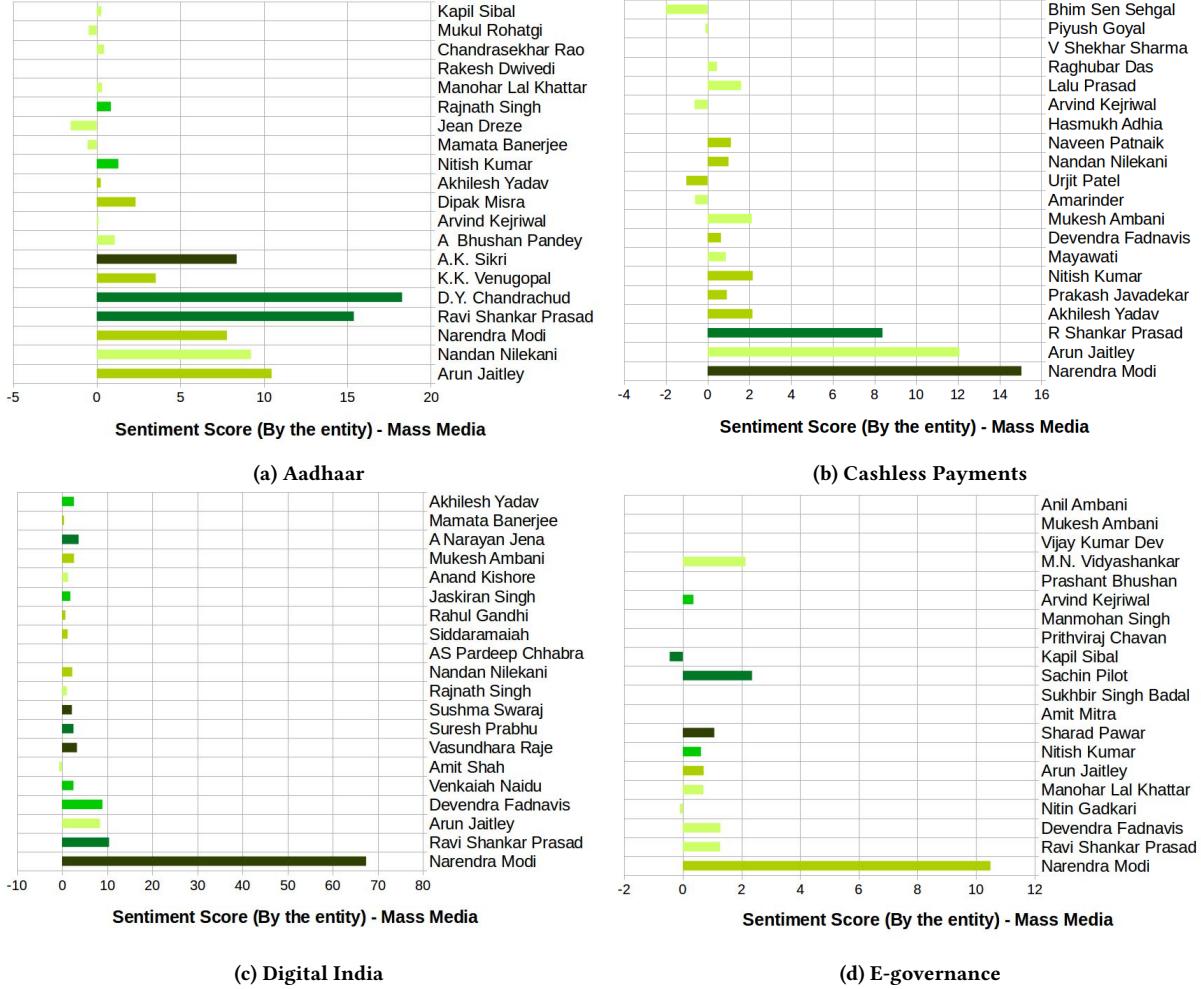 Kapil Sibal
Mukul Rohatgi
Chandrasekhar Rao
Rakesh Dwivedi
Manohar Lal Khattar
Rajnath Singh
Jean Dreze
Mamata Banerjee
Nitish Kumar
Akhilesh Yadav
Dipak Misra
Arvind Kejriwal
A Bhushan Pandey
A.K. Sikri
K.K. Venugopal
D.Y. Chandrachud
Ravi Shankar Prasad
Narendra Modi
Nandan Nilekani
Arun Jaitley
-5 0 5 10 15 20
Sentiment Score (By the entity) - Mass Media
(a) Aadhaar
Bhim Sen Sehgal
Piyush Goyal
V Shekhar Sharma
Raghubar Das
Lalu Prasad
Arvind Kejriwal
Hasmukh Adhia
Naveen Patnaik
Nandan Nilekani
Urjit Patel
Amarinder
Mukesh Ambani
Devendra Fadnavis
Mayawati
Nitish Kumar
Prakash Javadekar
Akhilesh Yadav
R Shankar Prasad
Arun Jaitley
Narendra Modi
-4 -2 0 2 4 6 8 10 12 14 16
Sentiment Score (By the entity) - Mass Media
(b) Cashless Payments
Akhilesh Yadav
Mamata Banerjee
A Narayan Jena
Mukesh Ambani
Anand Kishore
Jaskiran Singh
Rahul Gandhi
Siddaramaiah
AS Pardeep Chhabra
Nandan Nilekani
Rajnath Singh
Sushma Swaraj
Suresh Prabhu
Vasundhara Raje
Amit Shah
Venkaiah Naidu
Devendra Fadnavis
Arun Jaitley
Ravi Shankar Prasad
Narendra Modi
-10 0 10 20 30 40 50 60 70 80
Sentiment Score (By the entity) - Mass Media
(c) Digital India
Anil Ambani
Mukesh Ambani
Vijay Kumar Dev
M.N. Vidyashankar
Prashant Bhushan
Arvind Kejriwal
Manmohan Singh
Prithviraj Chavan
Kapil Sibal
Sachin Pilot
Sukhbir Singh Badal
Amit Mitra
Sharad Pawar
Nitish Kumar
Arun Jaitley
Manohar Lal Khattar
Nitin Gadkari
Devendra Fadnavis
Ravi Shankar Prasad
Narendra Modi
-2 0 2 4 6 8 10 12
Sentiment Score (By the entity) - Mass Media
(d) E-governance